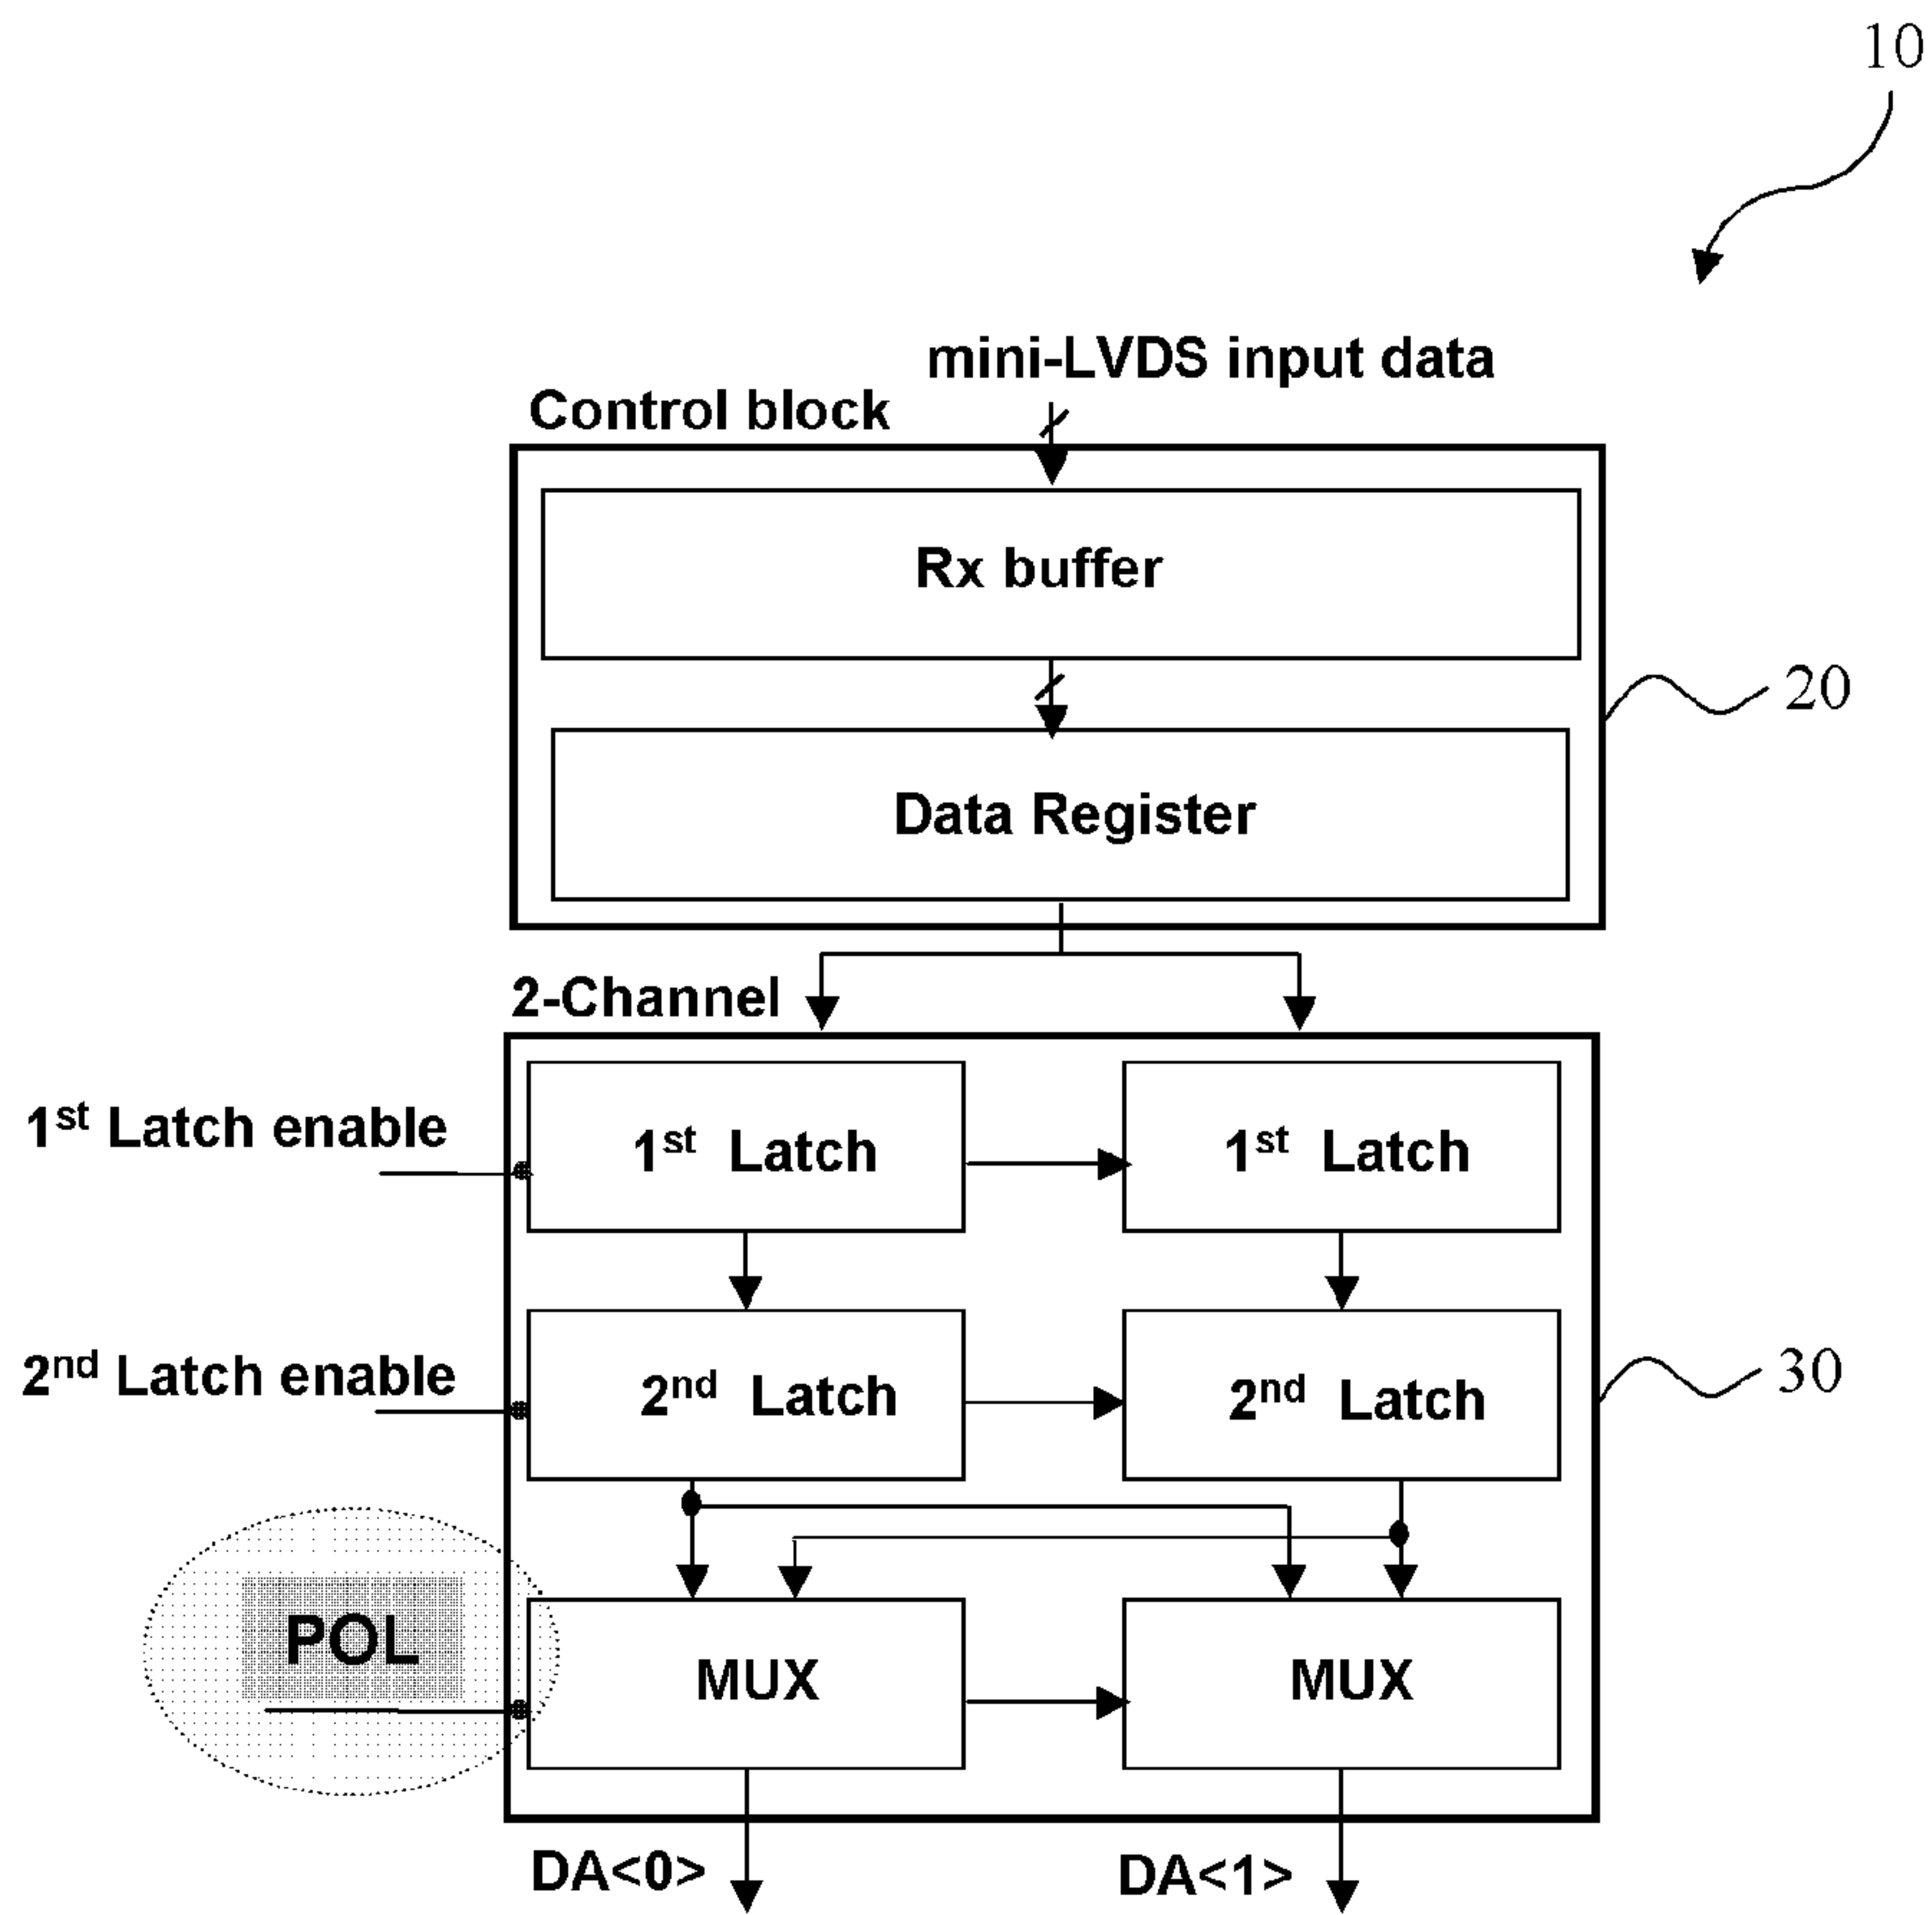 10
mini-LVDS input data
Control block
Rx buffer
20
Data Register
2-Channel
1st Latch enable
1st Latch
1st Latch
2nd Latch enable
2nd Latch
2nd Latch
30
POL
MUX
MUX
DA<0>
DA<1>